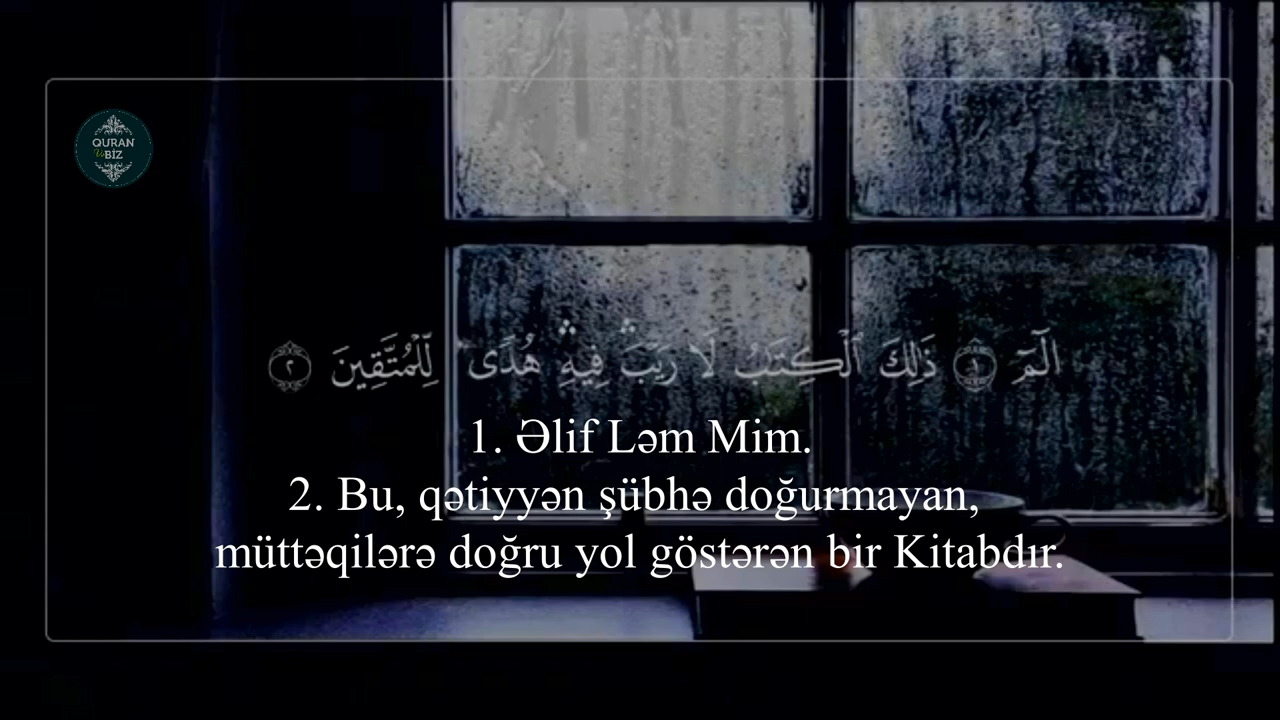 QURAN
Və BİZ
الٓمٓ ١ ذَٰلِكَ ٱلْكِتَٰبُ لَا رَيْبَ ۛ فِيهِ ۛ هُدًى لِّلْمُتَّقِينَ ٢
1. Əlif Ləm Mim.
2. Bu, qətiyyən şübhə doğurmayan,
müttəqilərə doğru yol göstərən bir Kitabdır.